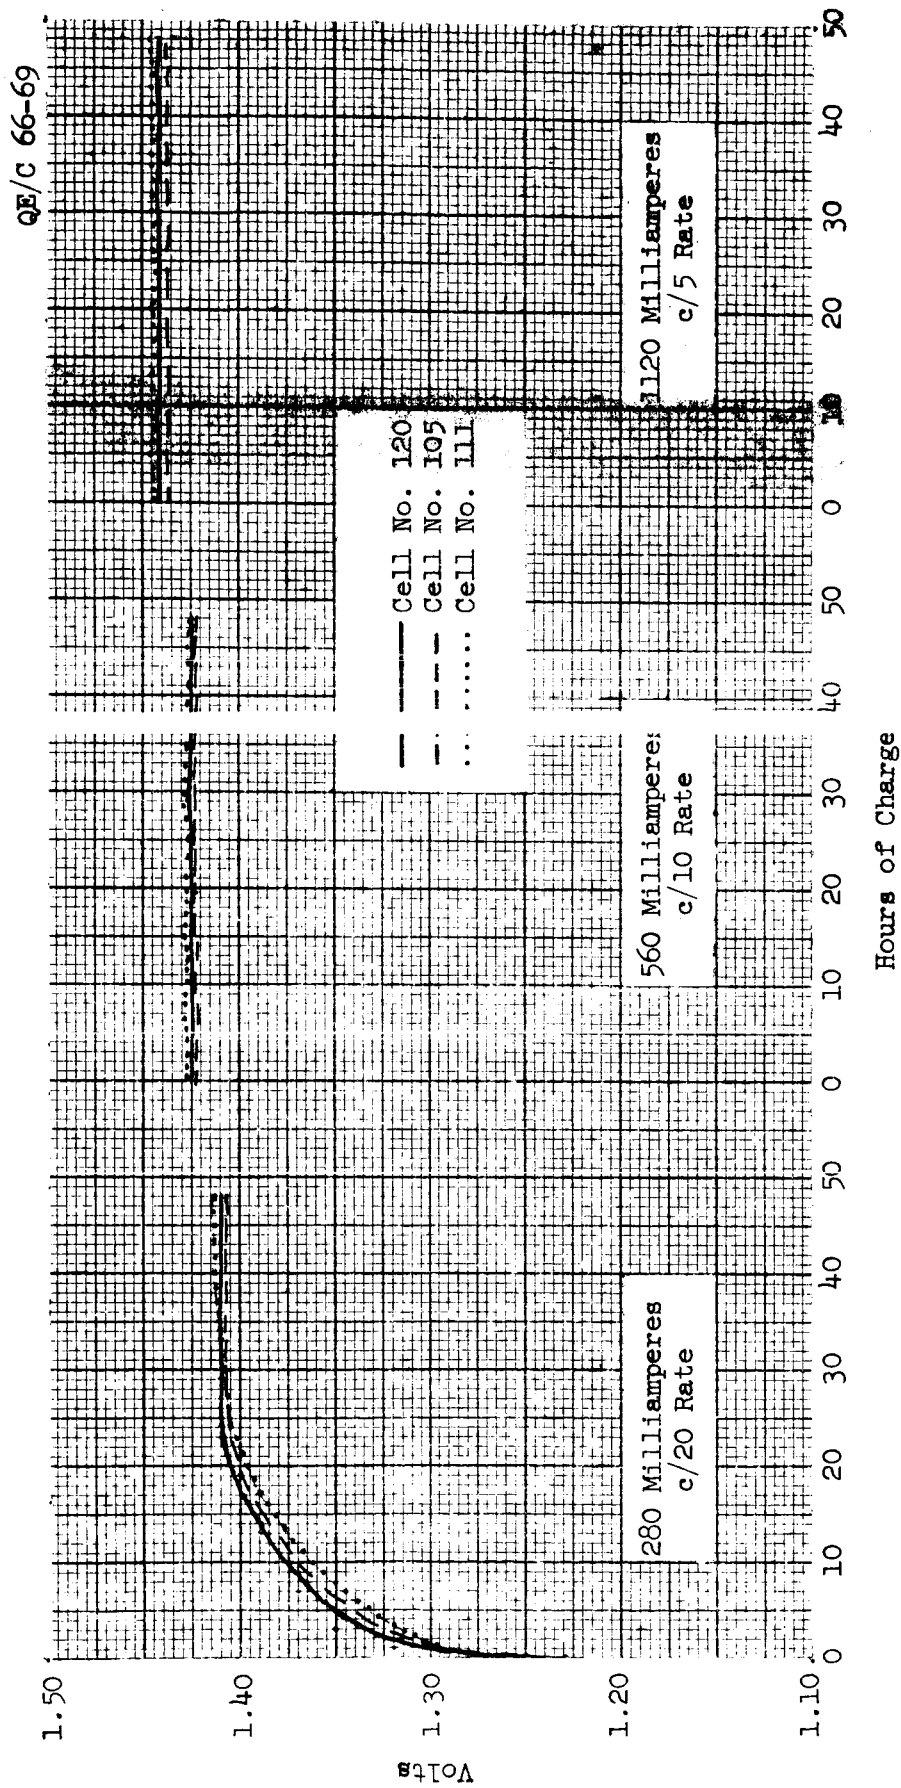 QE/C 66-69
Volts
1.50
1.40
1.30
1.20
1.10
Cell No. 120
Cell No. 105
Cell No. 111
280 Milliamperes
c/20 Rate
560 Milliamperes
c/10 Rate
1120 Milliamperes
c/5 Rate
0 10 20 30 40 50 0 10 20 30 40 50 0 10 20 30 40 50
Hours of Charge